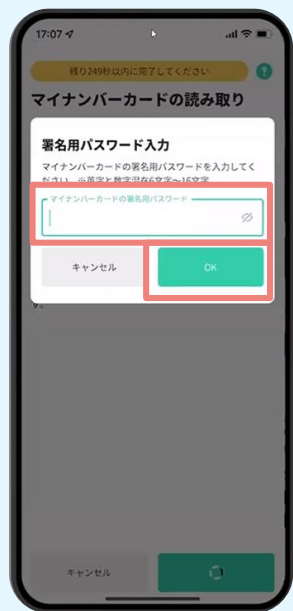 17:07
残り249秒以内に完了してください
?
マイナンバーカードの読み取り
署名用パスワード入力
マイナンバーカードの署名用パスワードを入力してく
ださい ※英字と数字混在6文字～16文字
マイナンバーカードの署名用パスワード
キャンセル
OK
す。
キャンセル